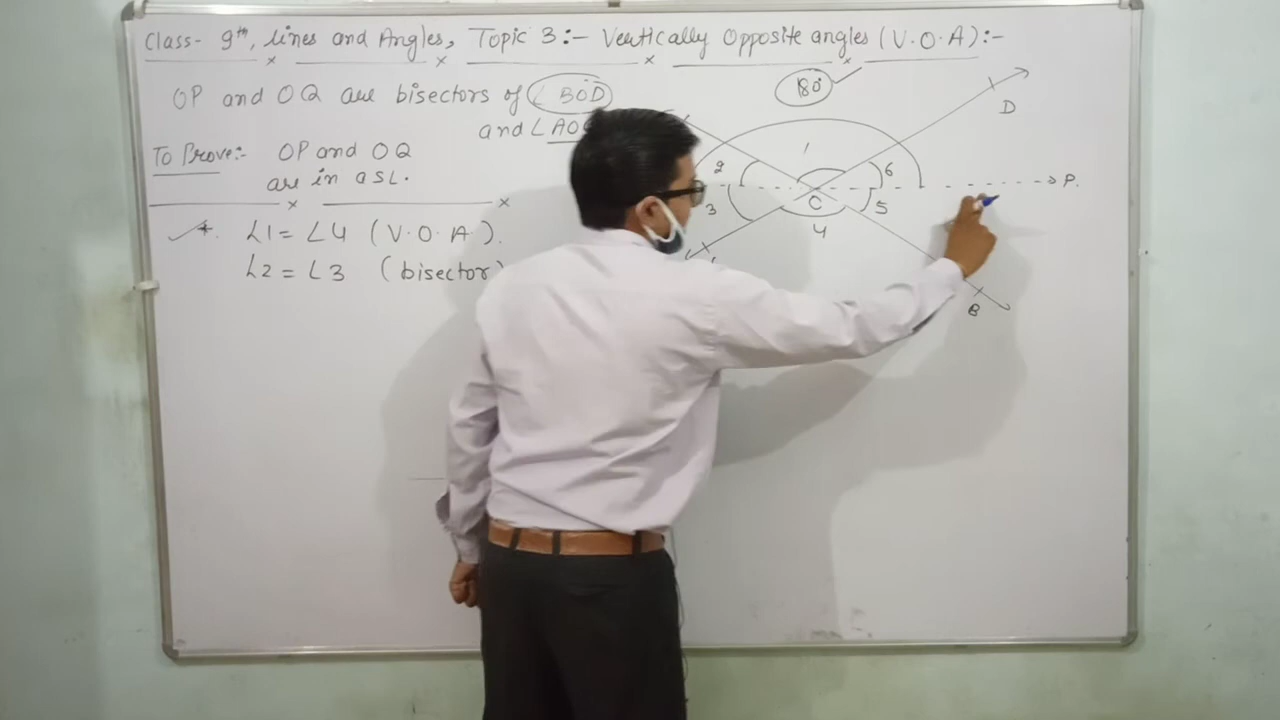 Class- 9th, Lines and Angles, Topic 3:- Vertically Opposite angles (V.O.A):-
OP and OQ are bisectors of ∠BOD
and ∠AO
To Prove:- OP and OQ
are in a SL.
∠1 = ∠4 (V.O.A).
∠2 = ∠3 (bisector)
180
D
1
2
6
P.
3
C
5
4
B